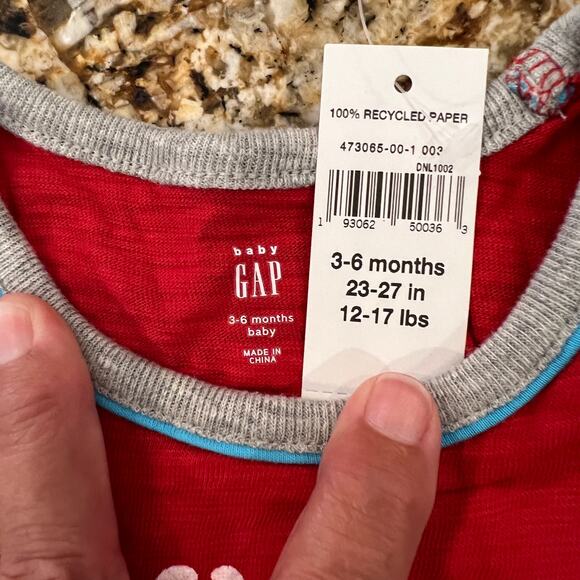 100% RECYCLED PAPER
473065-00-1 003
DNL1002
1 93062 50036 3
3-6 months
23-27 in
12-17 lbs
baby
GAP
3-6 months
baby
MADE IN
CHINA